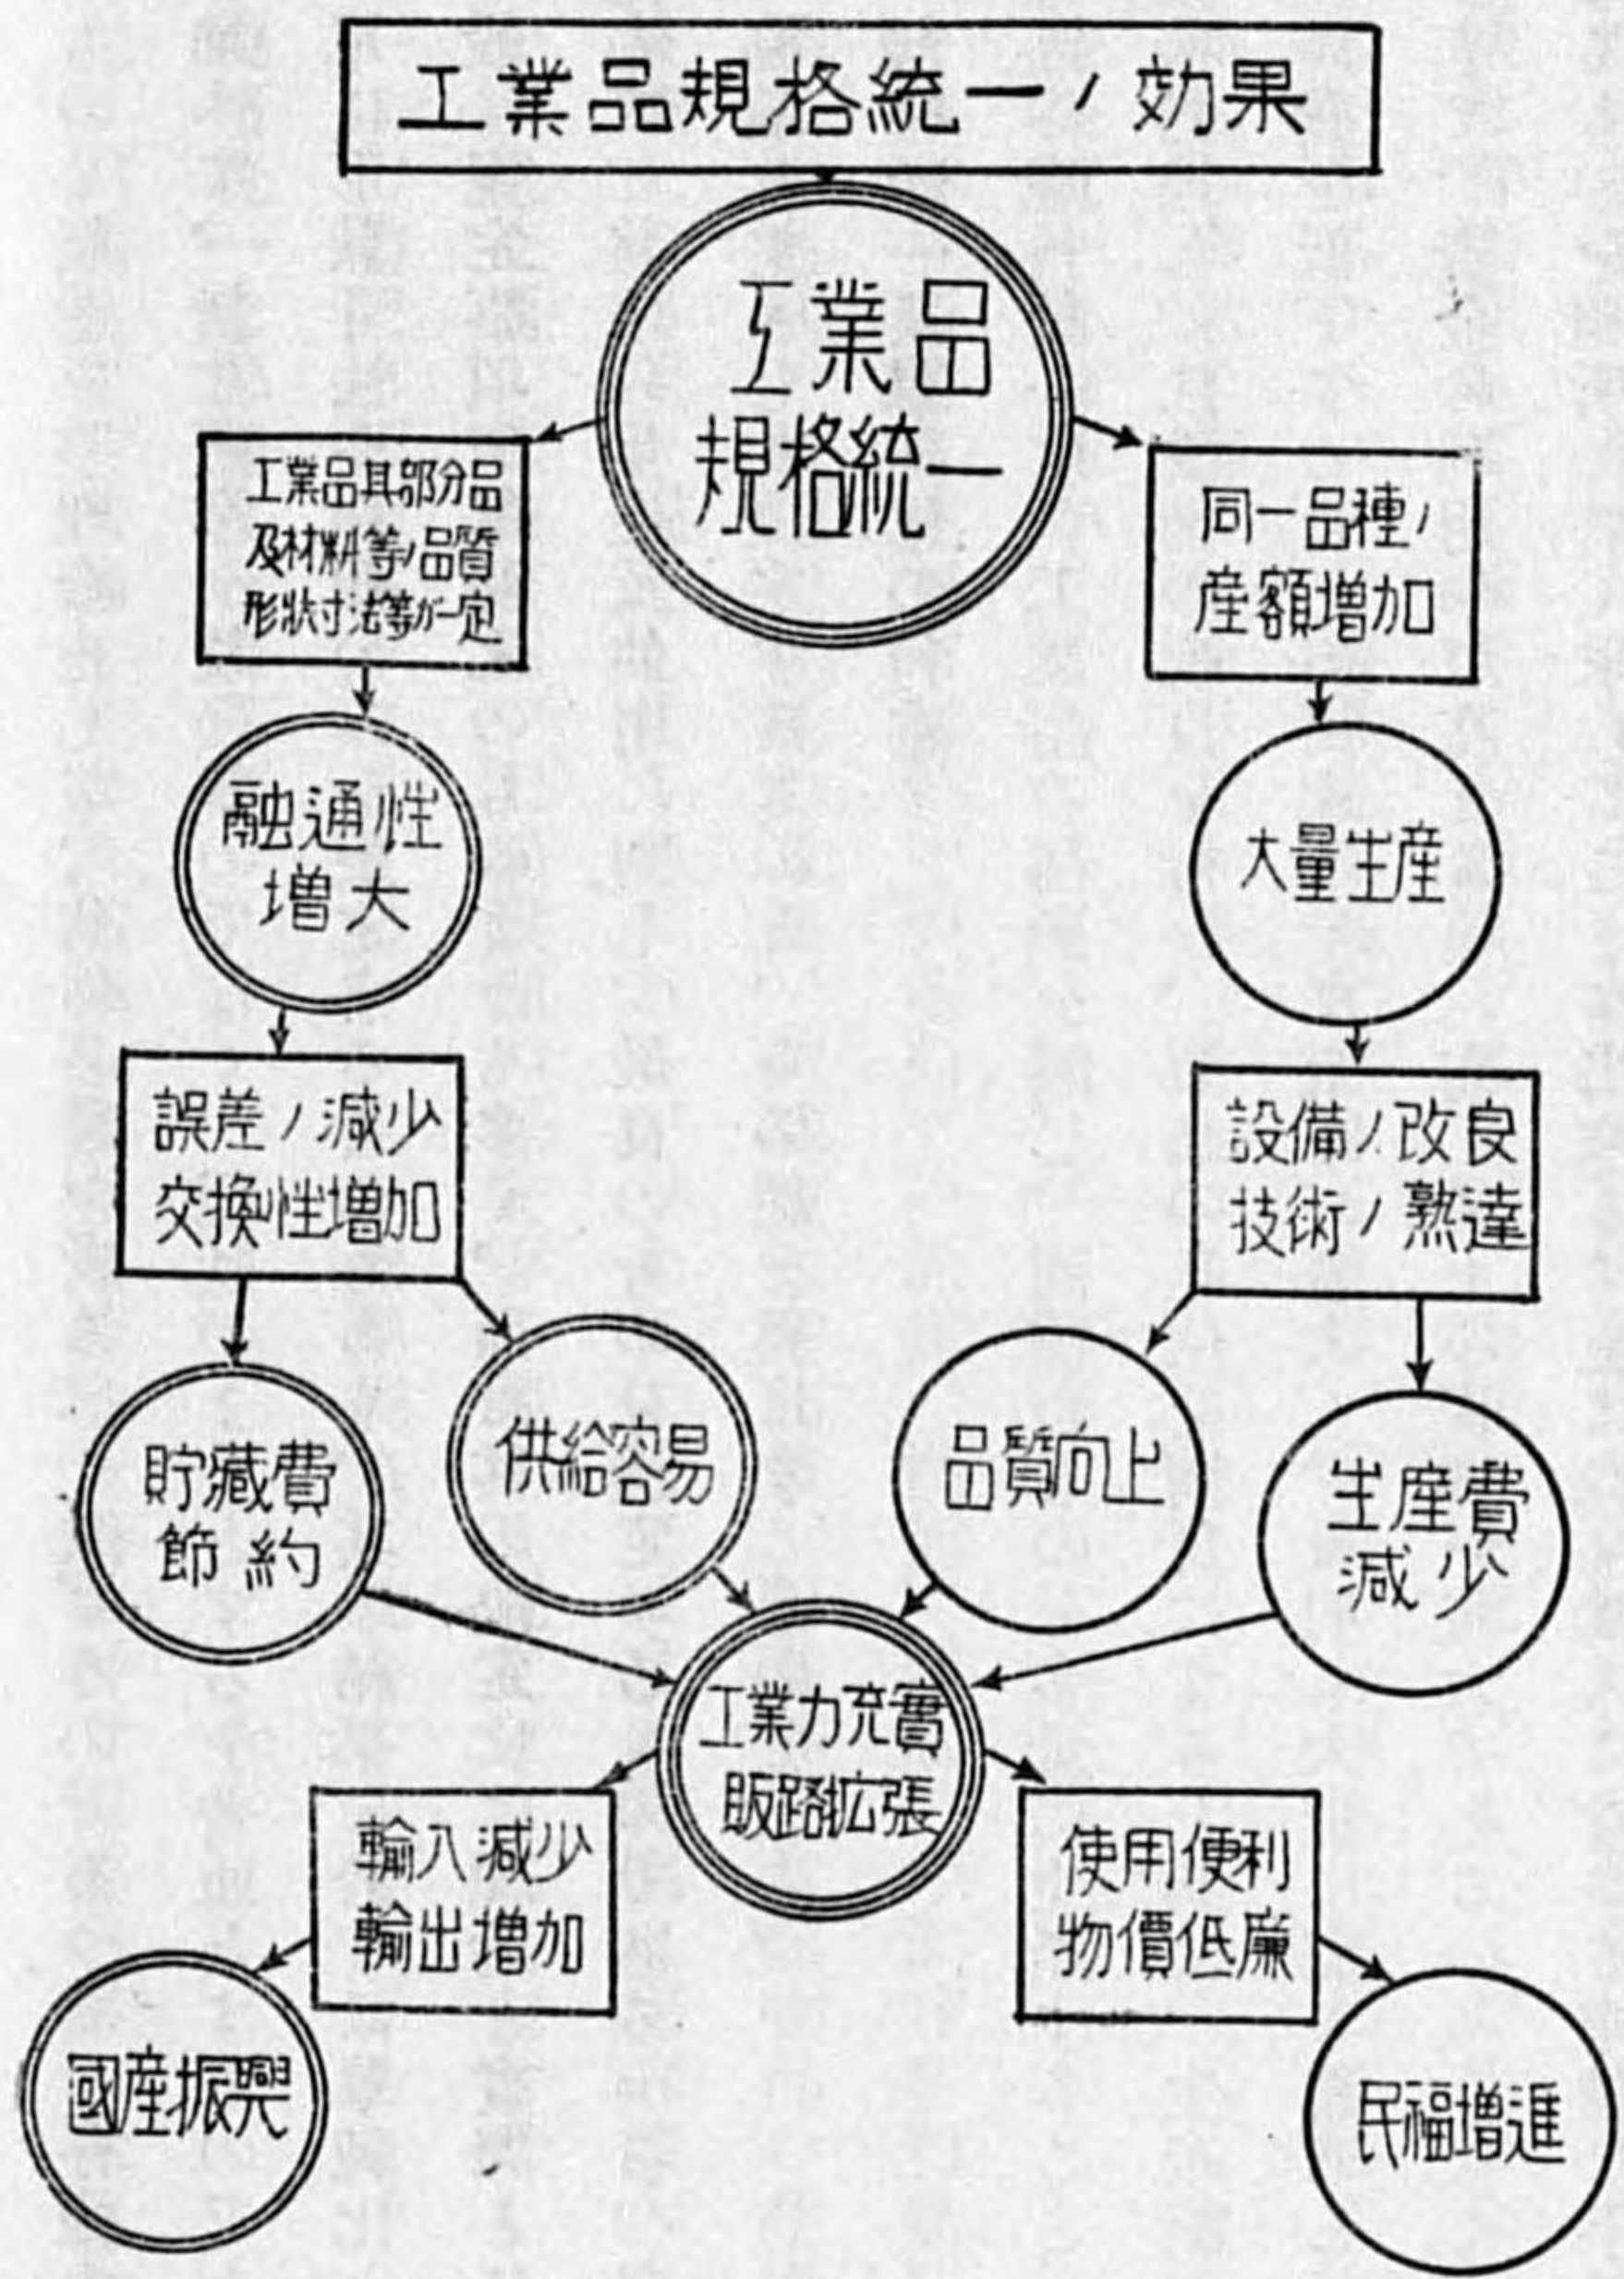 工業品規格統一ノ効果
工業品
規格統一
工業品其部分品
及材料等ノ品質
形狀寸法等ガ一定
同一品種ノ
産額増加
融通性
増大
大量生産
誤差ノ減少
交換性増加
設備ノ改良
技術ノ熟達
貯藏費
節約
供給容易
品質向上
生産費
減少
工業力充實
販路拡張
輸入減少
輸出増加
使用便利
物價低廉
國産振興
民福増進